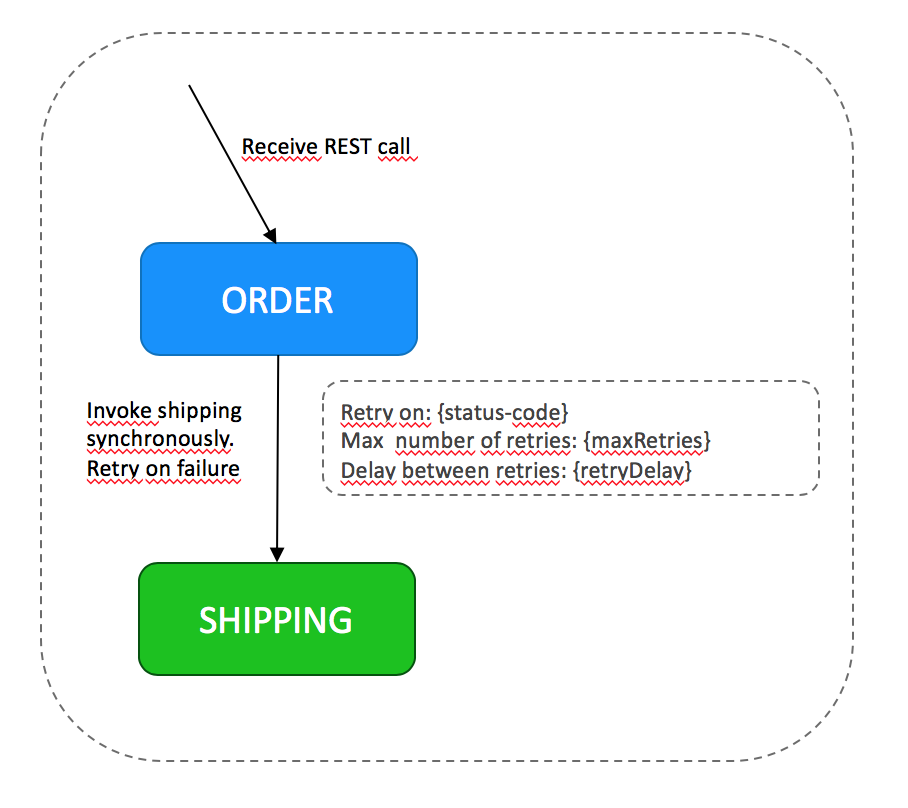 Receive REST call
ORDER
Invoke shipping
synchronously.
Retry on failure
Retry on: {status-code}
Max  number of retries: {maxRetries}
Delay between retries: {retryDelay}
SHIPPING